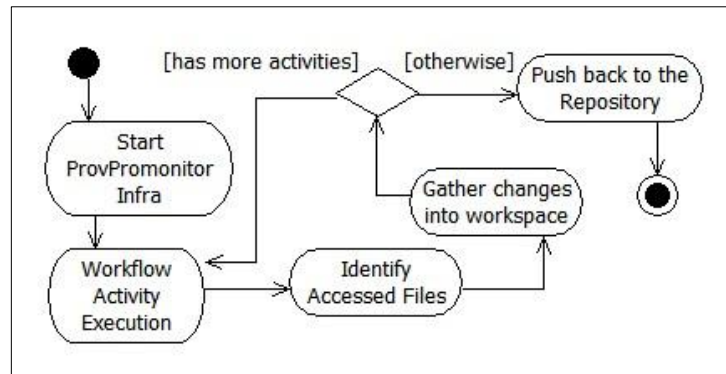 [has more activities]
[otherwise]
Push back to the
Repository
Start
ProvPromonitor
Infra
Gather changes
into workspace
Workflow
Activity
Execution
Identify
Accessed Files